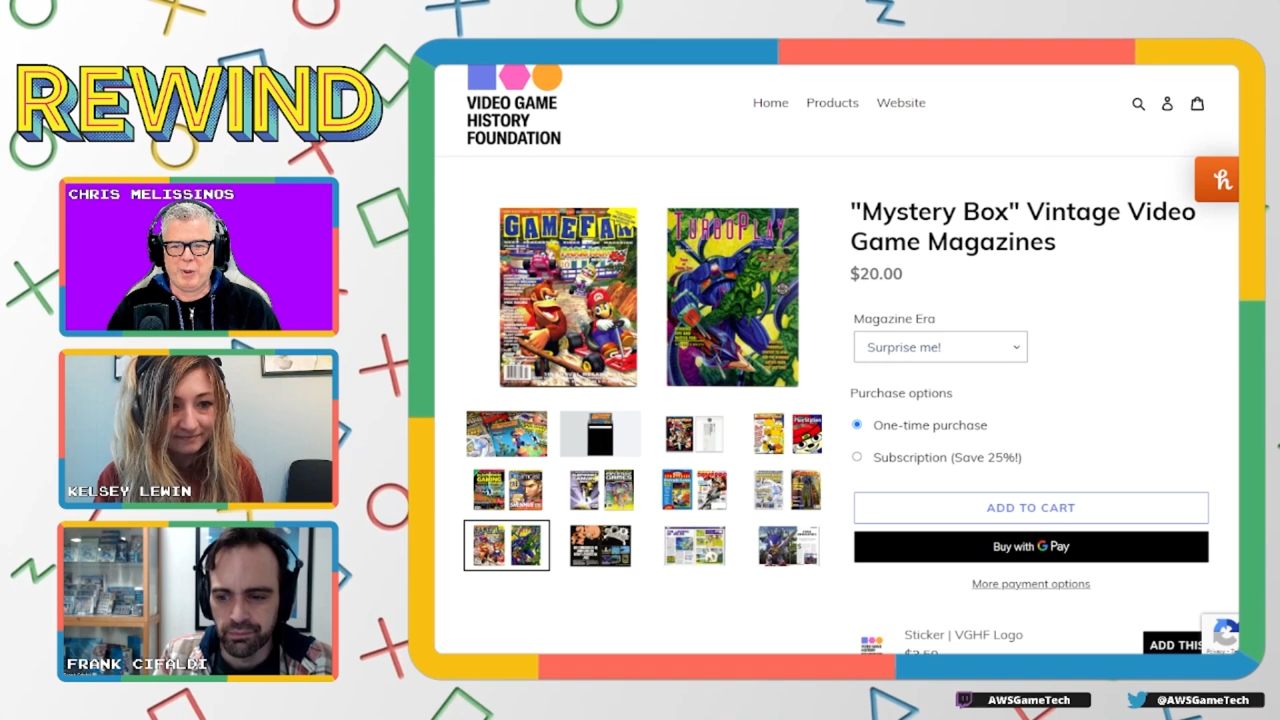 REWIND
CHRIS MELISSINOS
KELSEY LEWIN
FRANK CIFALDI
VIDEO GAME
HISTORY
FOUNDATION
Home Products Website
h
GAMEFAN
TURBOPLAY
"Mystery Box" Vintage Video
Game Magazines
$20.00
Magazine Era
Surprise me!
Purchase options
One-time purchase
Subscription (Save 25%!)
ADD TO CART
Buy with G Pay
More payment options
Sticker | VGHF Logo
ADD THIS
AWSGameTech
@AWSGameTech